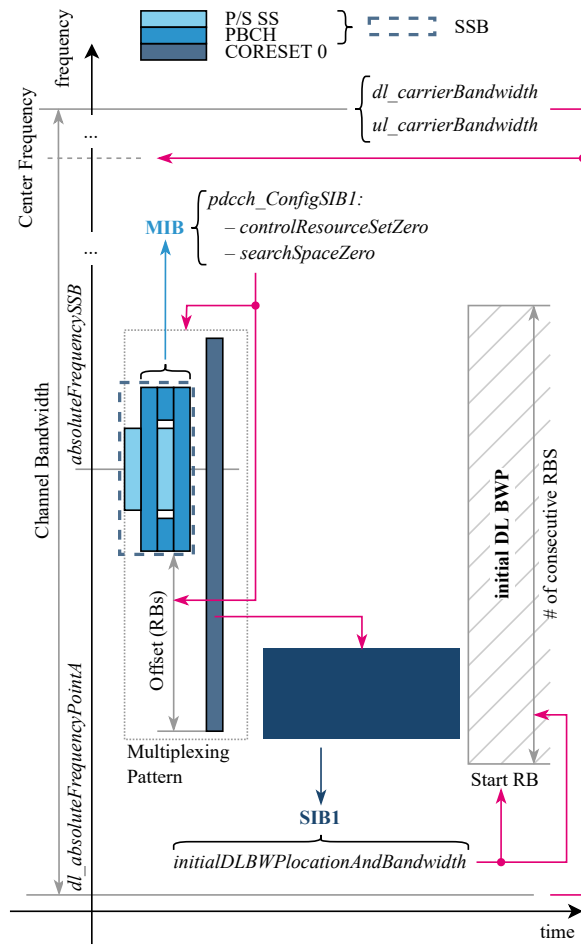 P/S SS
PBCH
CORESET 0
SSB
frequency
dl_carrierBandwidth
ul_carrierBandwidth
...
Center Frequency
pdcch_ConfigSIB1:
– controlResourceSetZero
– searchSpaceZero
MIB
...
absoluteFrequencySSB
Channel Bandwidth
initial DL BWP
# of consecutive RBS
Offset (RBs)
dl_absoluteFrequencyPointA
Multiplexing
Pattern
Start RB
SIB1
initialDLBWPlocationAndBandwidth
time